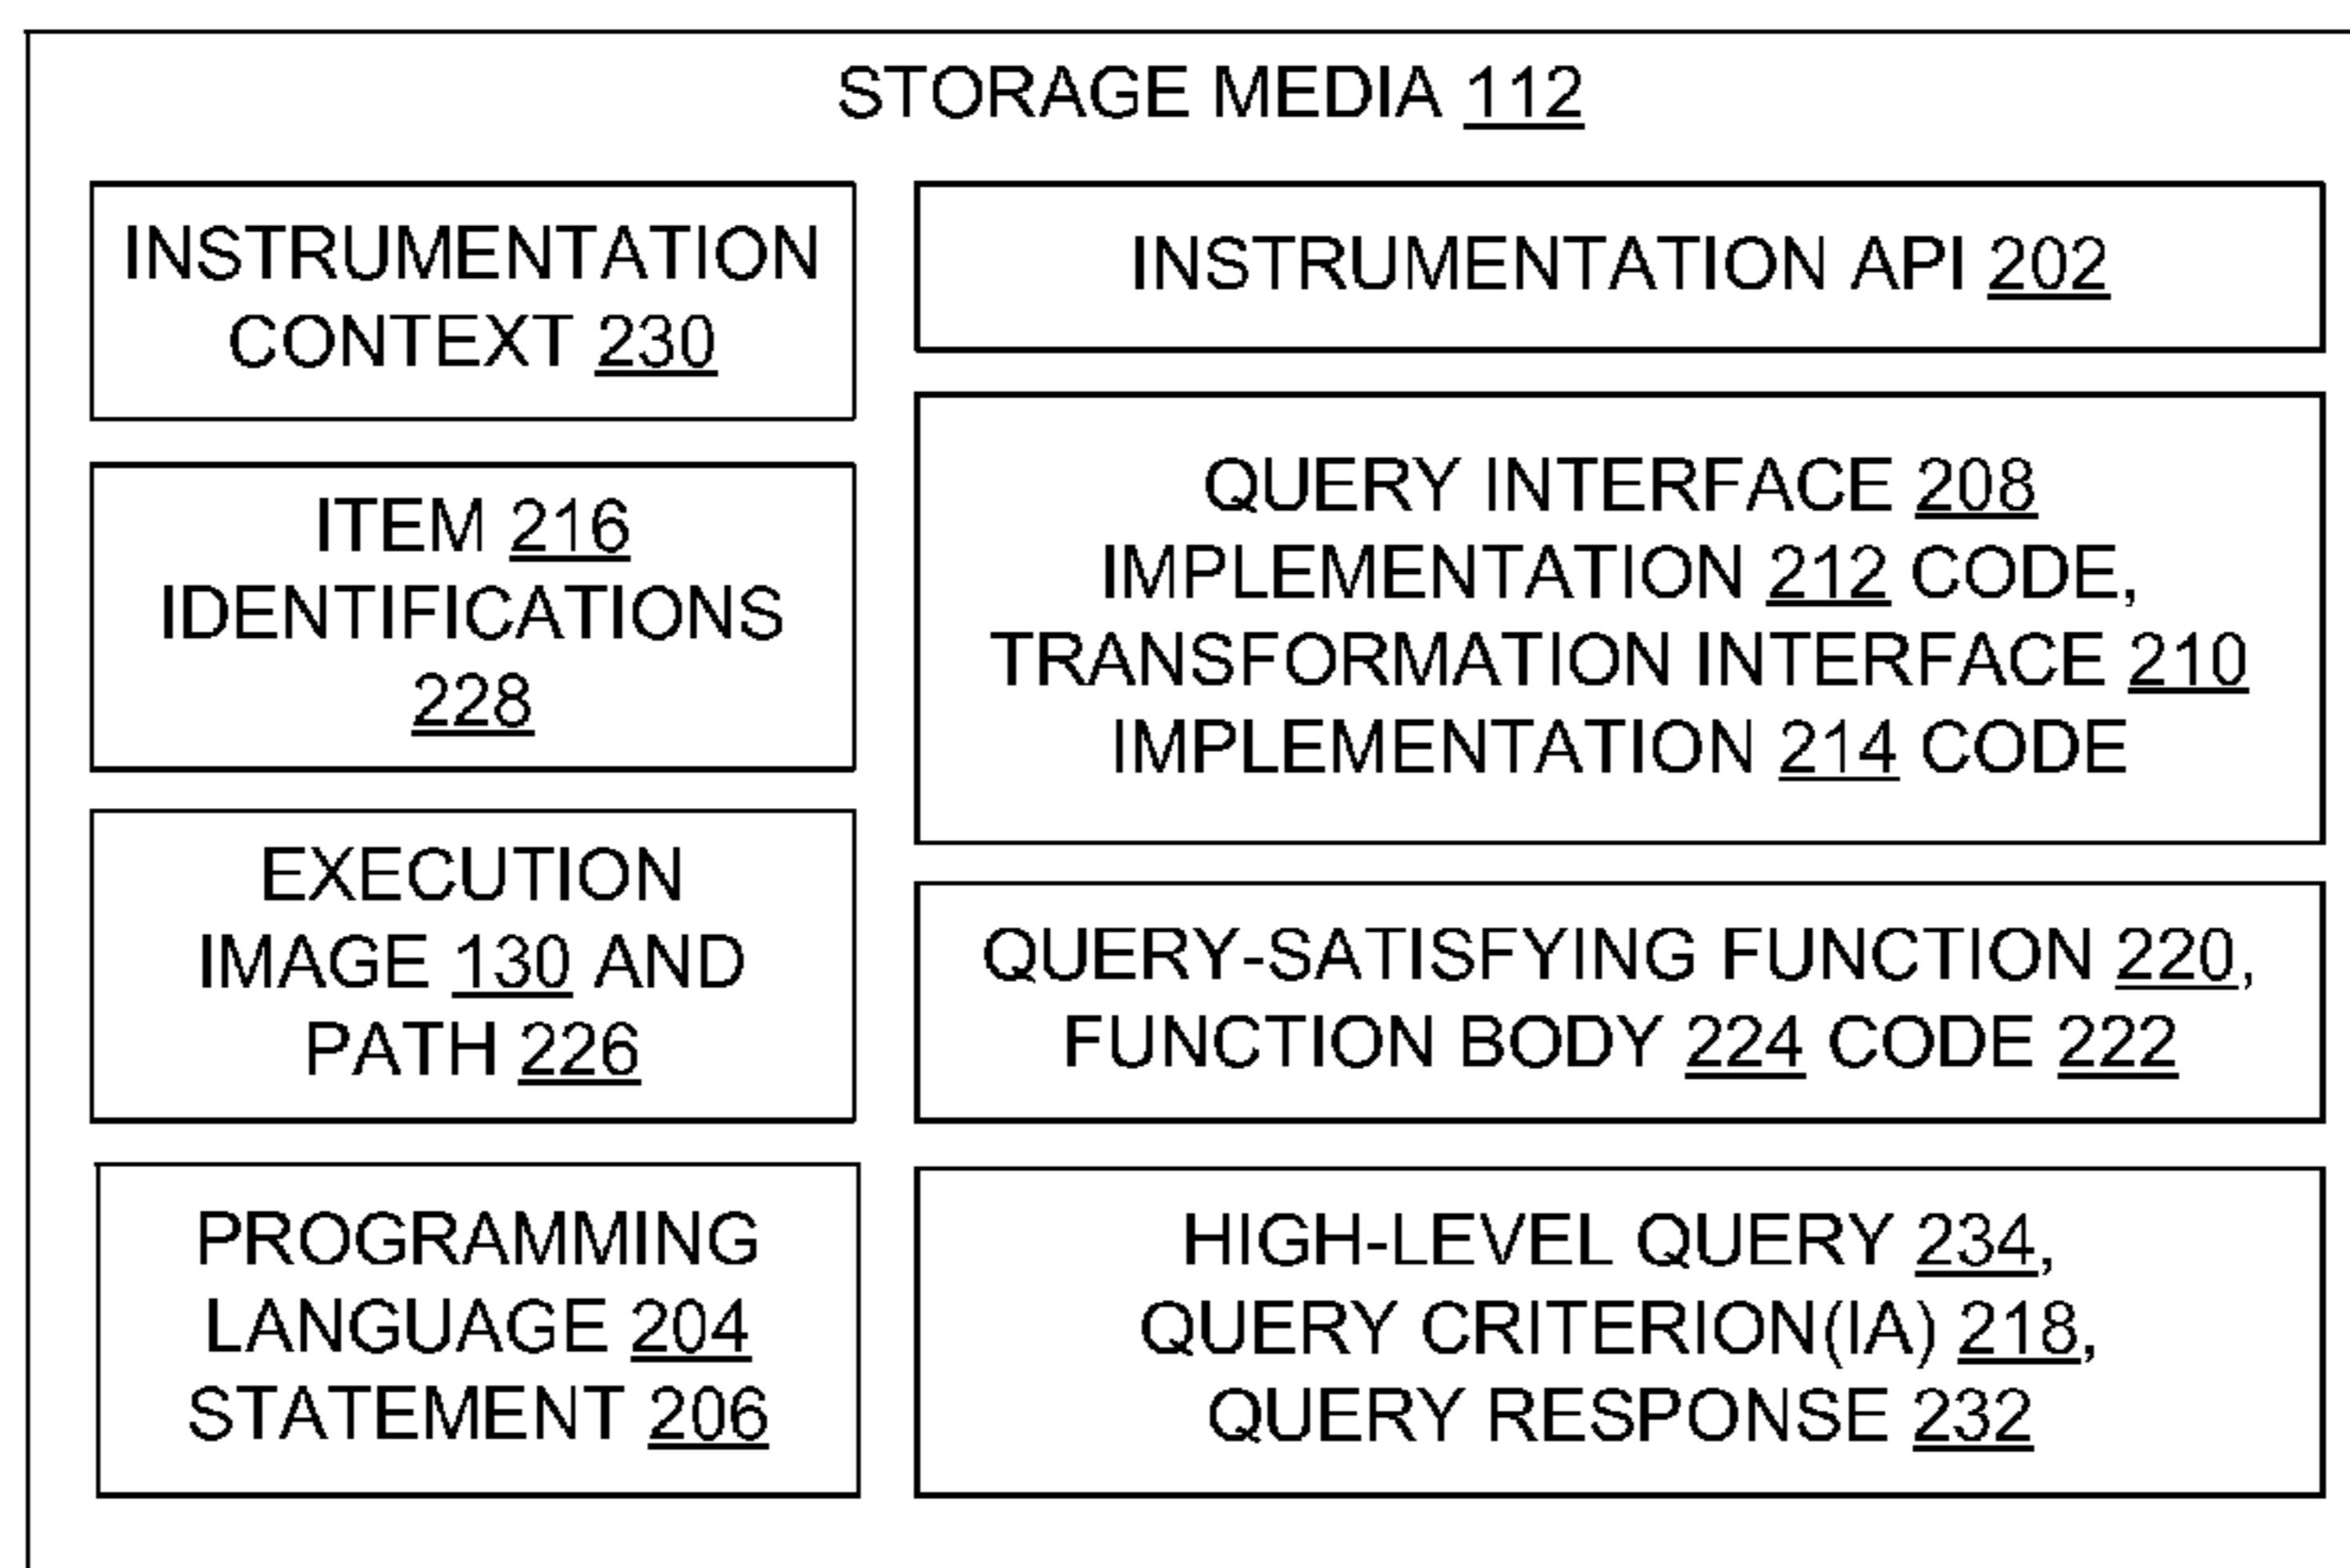 STORAGE MEDIA 112
INSTRUMENTATION
CONTEXT 230
ITEM 216
IDENTIFICATIONS
228
EXECUTION
IMAGE 130 AND
PATH 226
PROGRAMMING
LANGUAGE 204
STATEMENT 206
INSTRUMENTATION API 202
QUERY INTERFACE 208
IMPLEMENTATION 212 CODE,
TRANSFORMATION INTERFACE 210
IMPLEMENTATION 214 CODE
QUERY-SATISFYING FUNCTION 220,
FUNCTION BODY 224 CODE 222
HIGH-LEVEL QUERY 234,
QUERY CRITERION(IA) 218,
QUERY RESPONSE 232